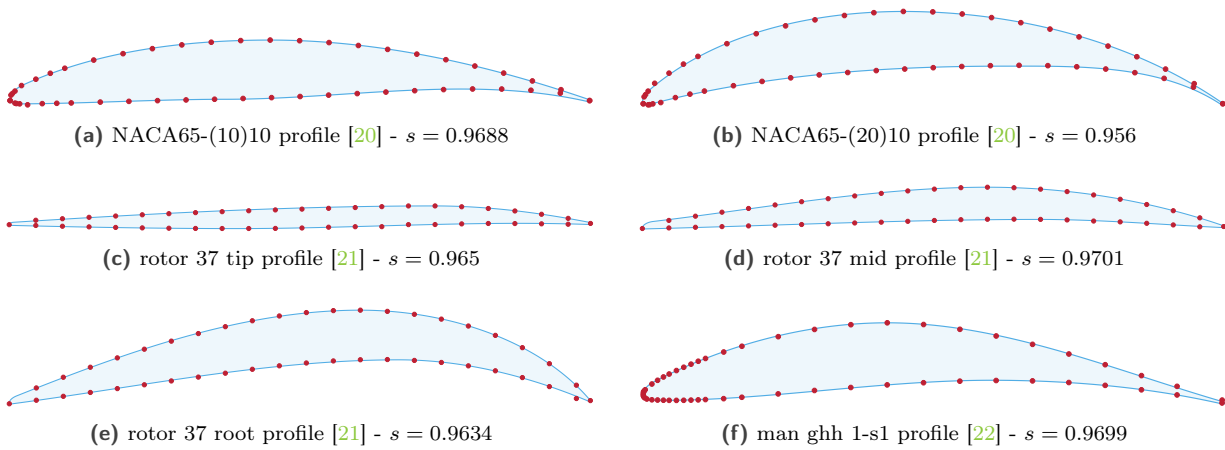 (a) NACA65-(10)10 profile [20] - s = 0.9688
(b) NACA65-(20)10 profile [20] - s = 0.956
(c) rotor 37 tip profile [21] - s = 0.965
(d) rotor 37 mid profile [21] - s = 0.9701
(e) rotor 37 root profile [21] - s = 0.9634
(f) man ghh 1-s1 profile [22] - s = 0.9699